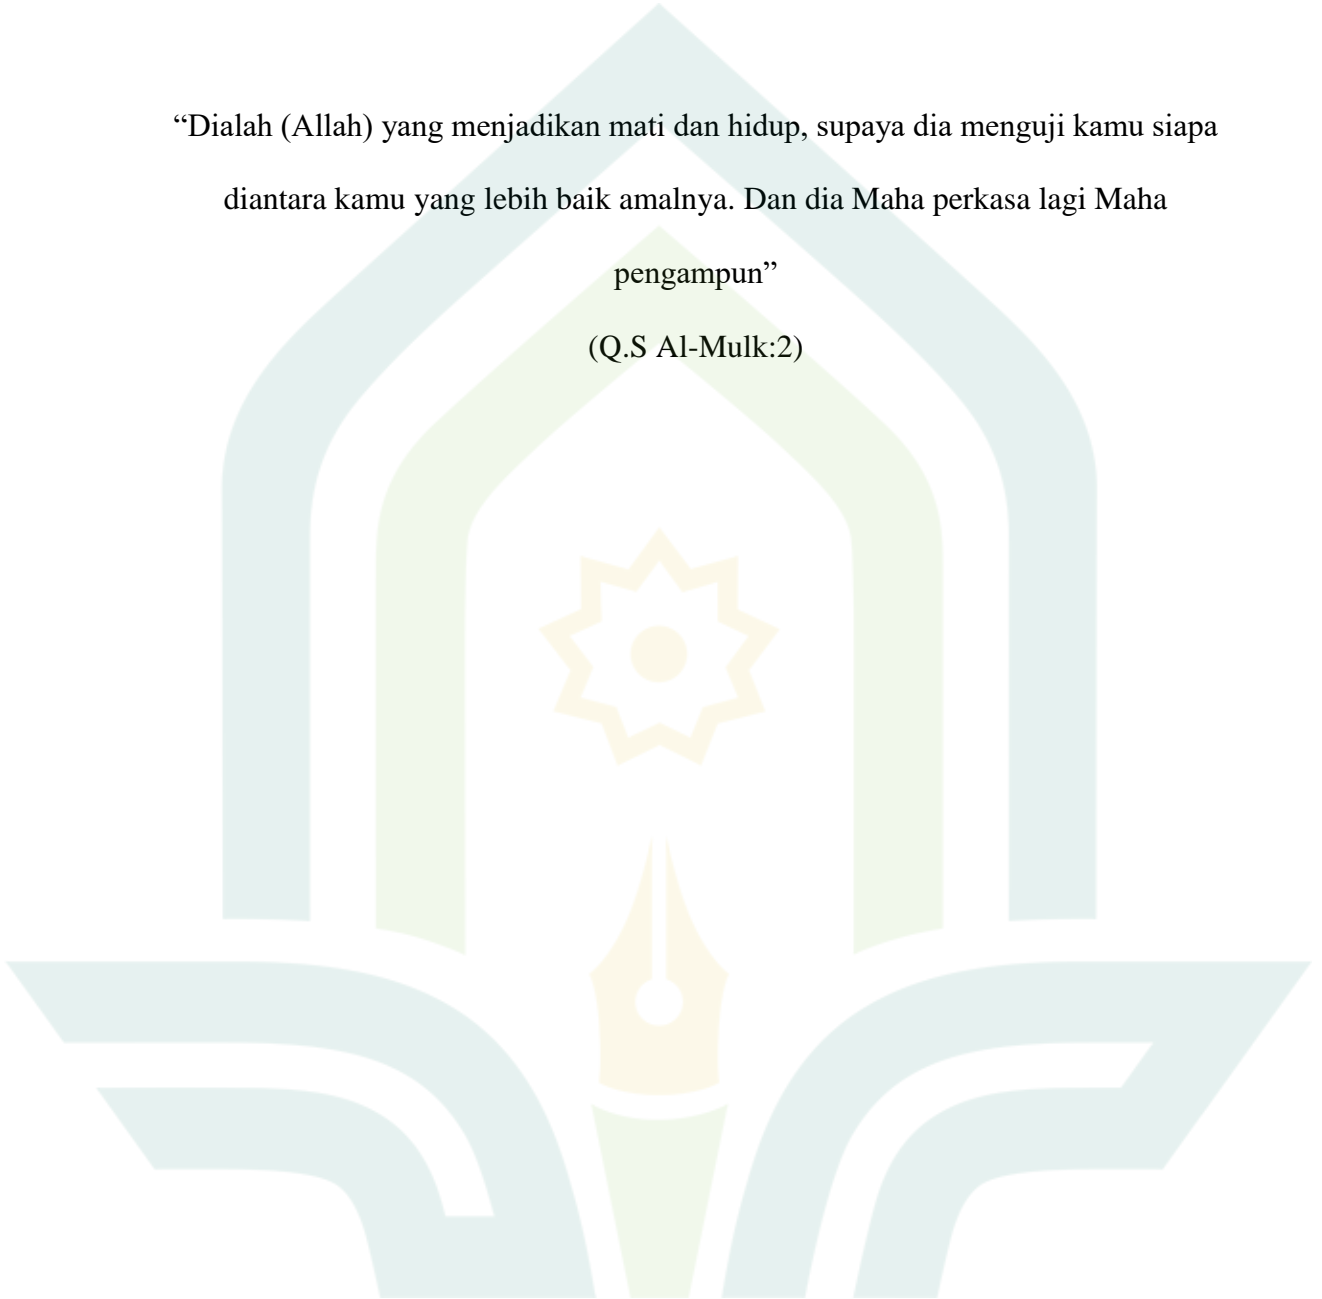 “Dialah (Allah) yang menjadikan mati dan hidup, supaya dia menguji kamu siapa
diantara kamu yang lebih baik amalnya. Dan dia Maha perkasa lagi Maha
pengampun”
(Q.S Al-Mulk:2)